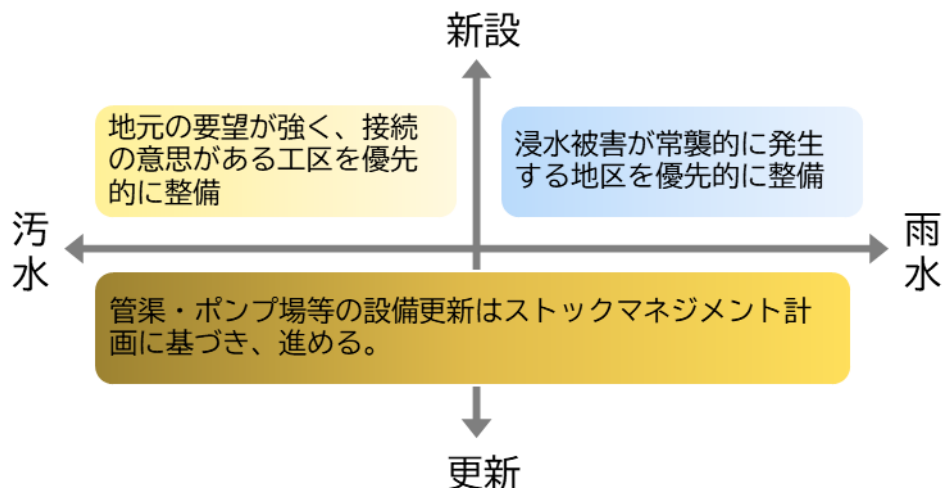 新設
地元の要望が強く、接続
の意思がある工区を優先
的に整備
浸水被害が常襲的に発生
する地区を優先的に整備
汚
水
雨
水
管渠・ポンプ場等の設備更新はストックマネジメント計
画に基づき、進める。
更新